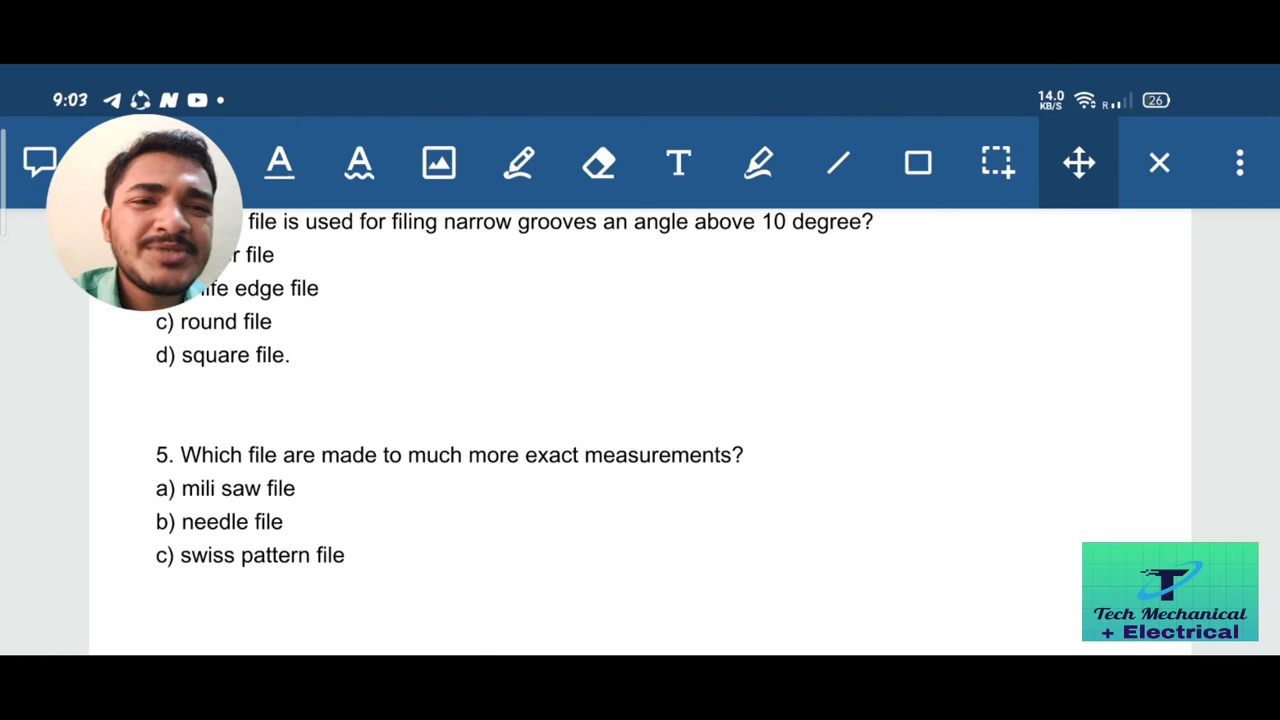 9:03
14.0
KB/S
R
26
A
A
T
file is used for filing narrow grooves an angle above 10 degree?
file
edge file
c) round file
d) square file.
5. Which file are made to much more exact measurements?
a) mili saw file
b) needle file
c) swiss pattern file
T
Tech Mechanical
+ Electrical